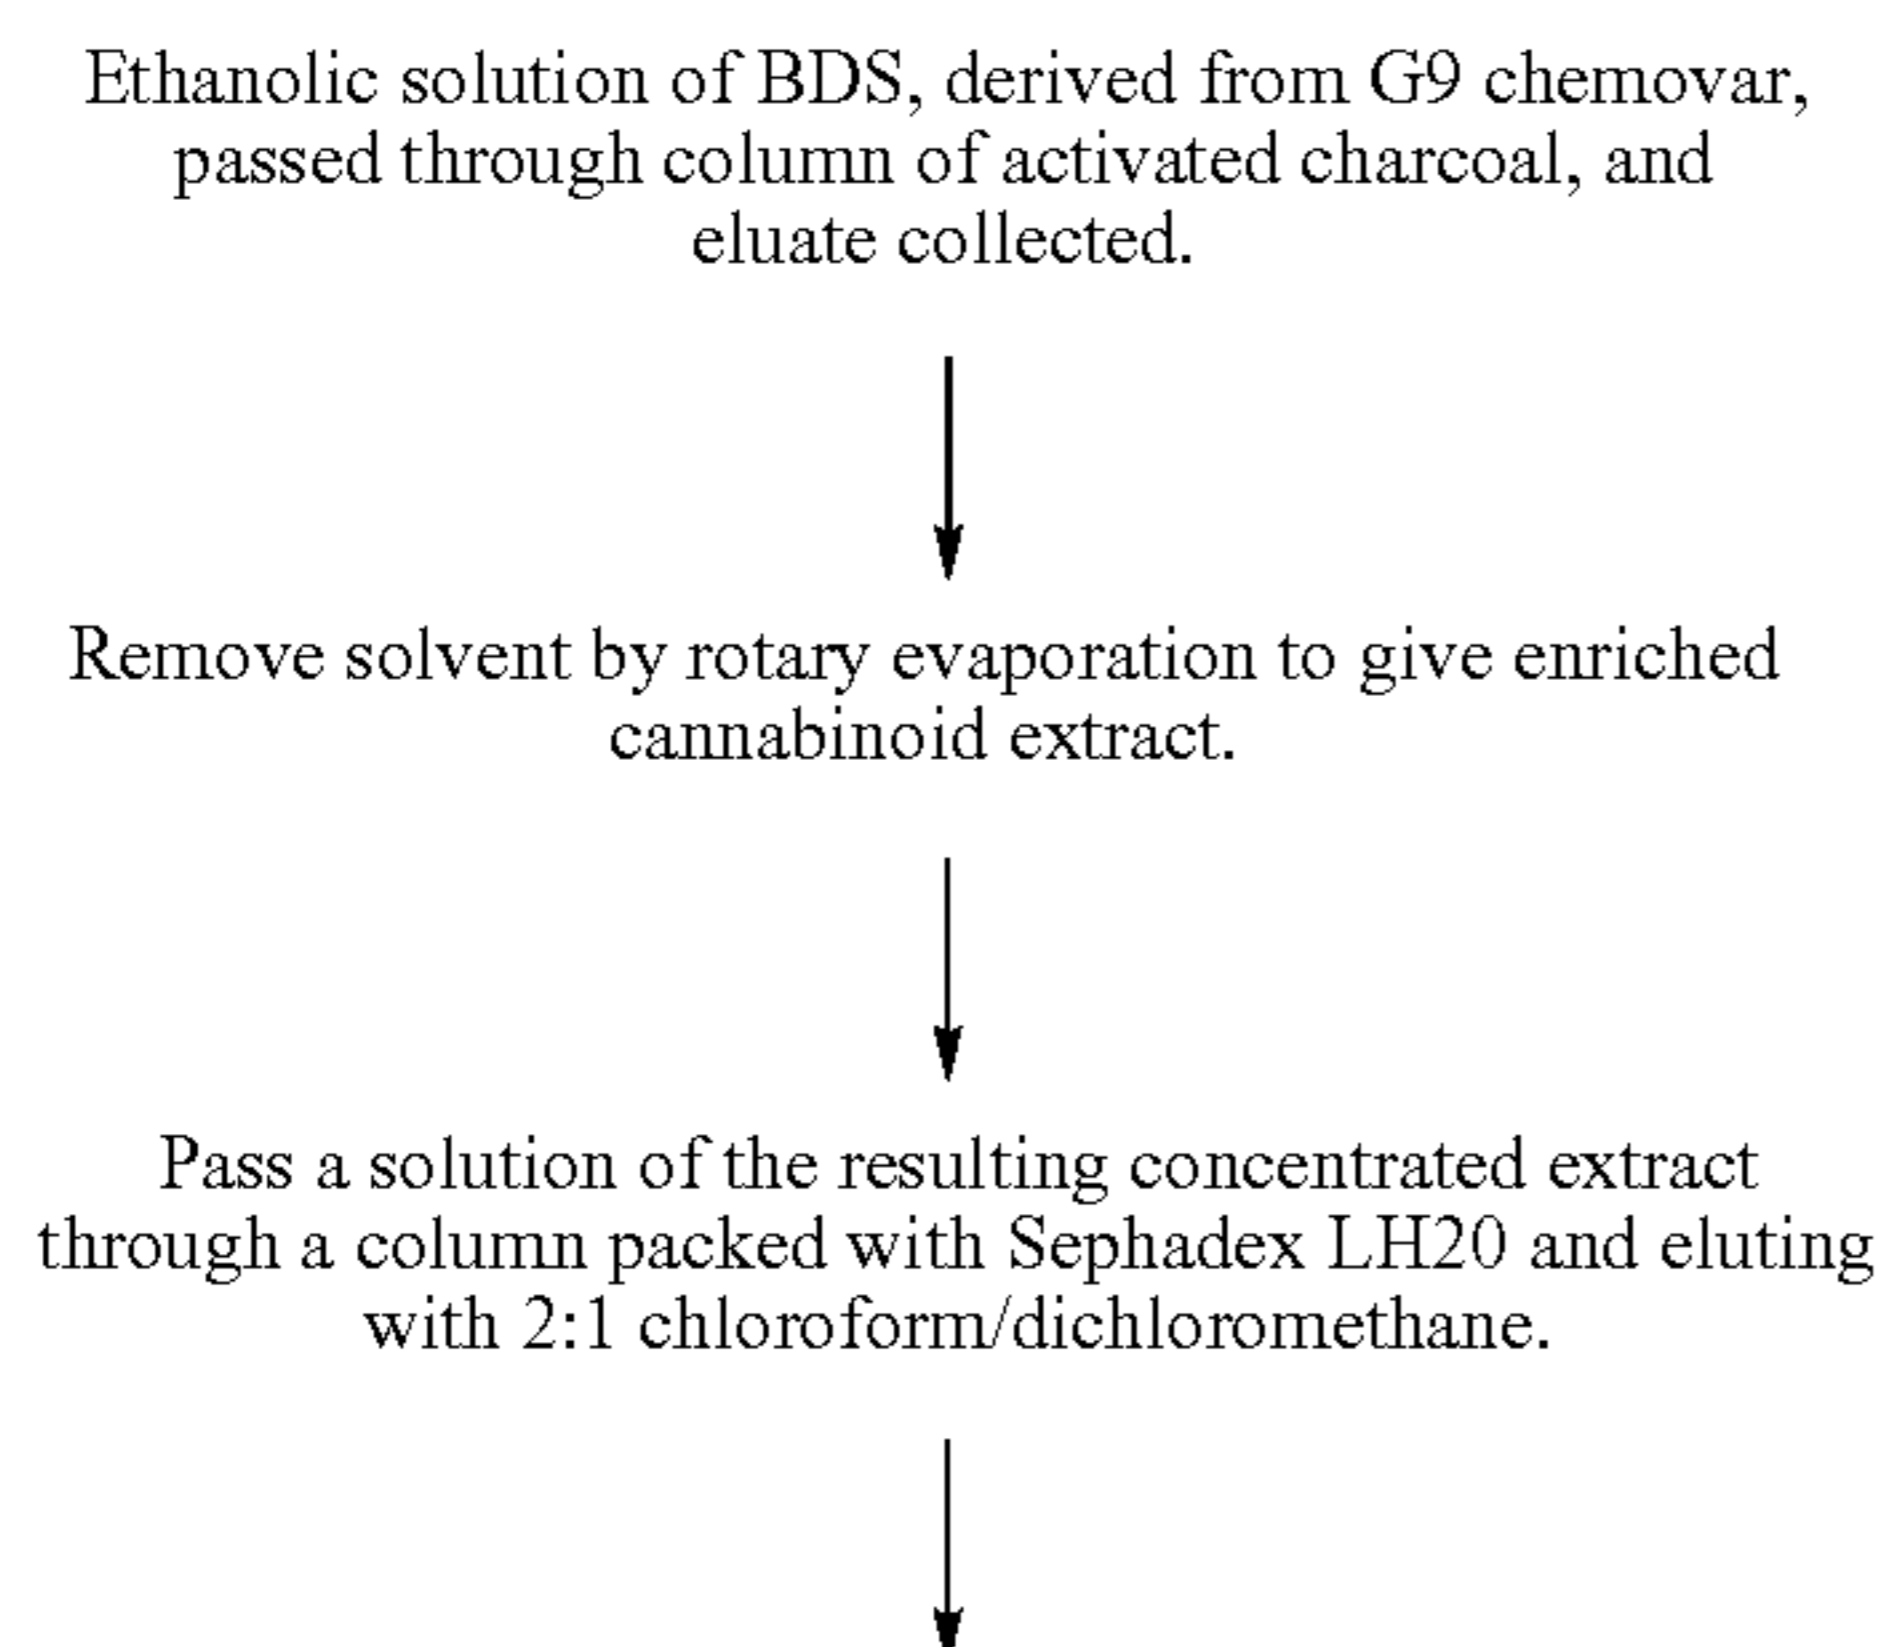 Ethanolic solution of BDS, derived from G9 chemovar,
passed through column of activated charcoal, and
eluate collected.
Remove solvent by rotary evaporation to give enriched
cannabinoid extract.
Pass a solution of the resulting concentrated extract
through a column packed with Sephadex LH20 and eluting
with 2:1 chloroform/dichloromethane.